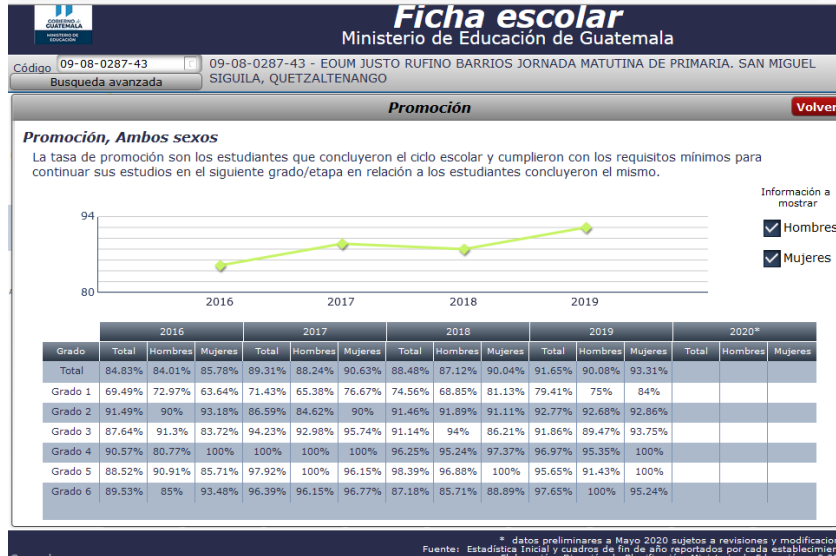 GOBIERNO de
GUATEMALA
MINISTERIO DE
EDUCACIÓN
Ficha escolar
Ministerio de Educación de Guatemala
Código 09-08-0287-43
Busqueda avanzada
09-08-0287-43 - EOUM JUSTO RUFINO BARRIOS JORNADA MATUTINA DE PRIMARIA. SAN MIGUEL
SIGUILA, QUETZALTENANGO
Promoción
Volver
Promoción, Ambos sexos
La tasa de promoción son los estudiantes que concluyeron el ciclo escolar y cumplieron con los requisitos mínimos para
continuar sus estudios en el siguiente grado/etapa en relación a los estudiantes concluyeron el mismo.
Información a
mostrar
Hombres
Mujeres
94
80
2016 2017 2018 2019
2016 2017 2018 2019 2020*
Grado Total Hombres Mujeres Total Hombres Mujeres Total Hombres Mujeres Total Hombres Mujeres Total Hombres Mujeres
Total 84.83% 84.01% 85.78% 89.31% 88.24% 90.63% 88.48% 87.12% 90.04% 91.65% 90.08% 93.31%
Grado 1 69.49% 72.97% 63.64% 71.43% 65.38% 76.67% 74.56% 68.85% 81.13% 79.41% 75% 84%
Grado 2 91.49% 90% 93.18% 86.59% 84.62% 90% 91.46% 91.89% 91.11% 92.77% 92.68% 92.86%
Grado 3 87.64% 91.3% 83.72% 94.23% 92.98% 95.74% 91.14% 94% 86.21% 91.86% 89.47% 93.75%
Grado 4 90.57% 80.77% 100% 100% 100% 100% 96.25% 95.24% 97.37% 96.97% 95.35% 100%
Grado 5 88.52% 90.91% 85.71% 97.92% 100% 96.15% 98.39% 96.88% 100% 95.65% 91.43% 100%
Grado 6 89.53% 85% 93.48% 96.39% 96.15% 96.77% 87.18% 85.71% 88.89% 97.65% 100% 95.24%
* datos preliminares a Mayo 2020 sujetos a revisiones y modificacion
Fuente: Estadística Inicial y cuadros de fin de año reportados por cada establecimien